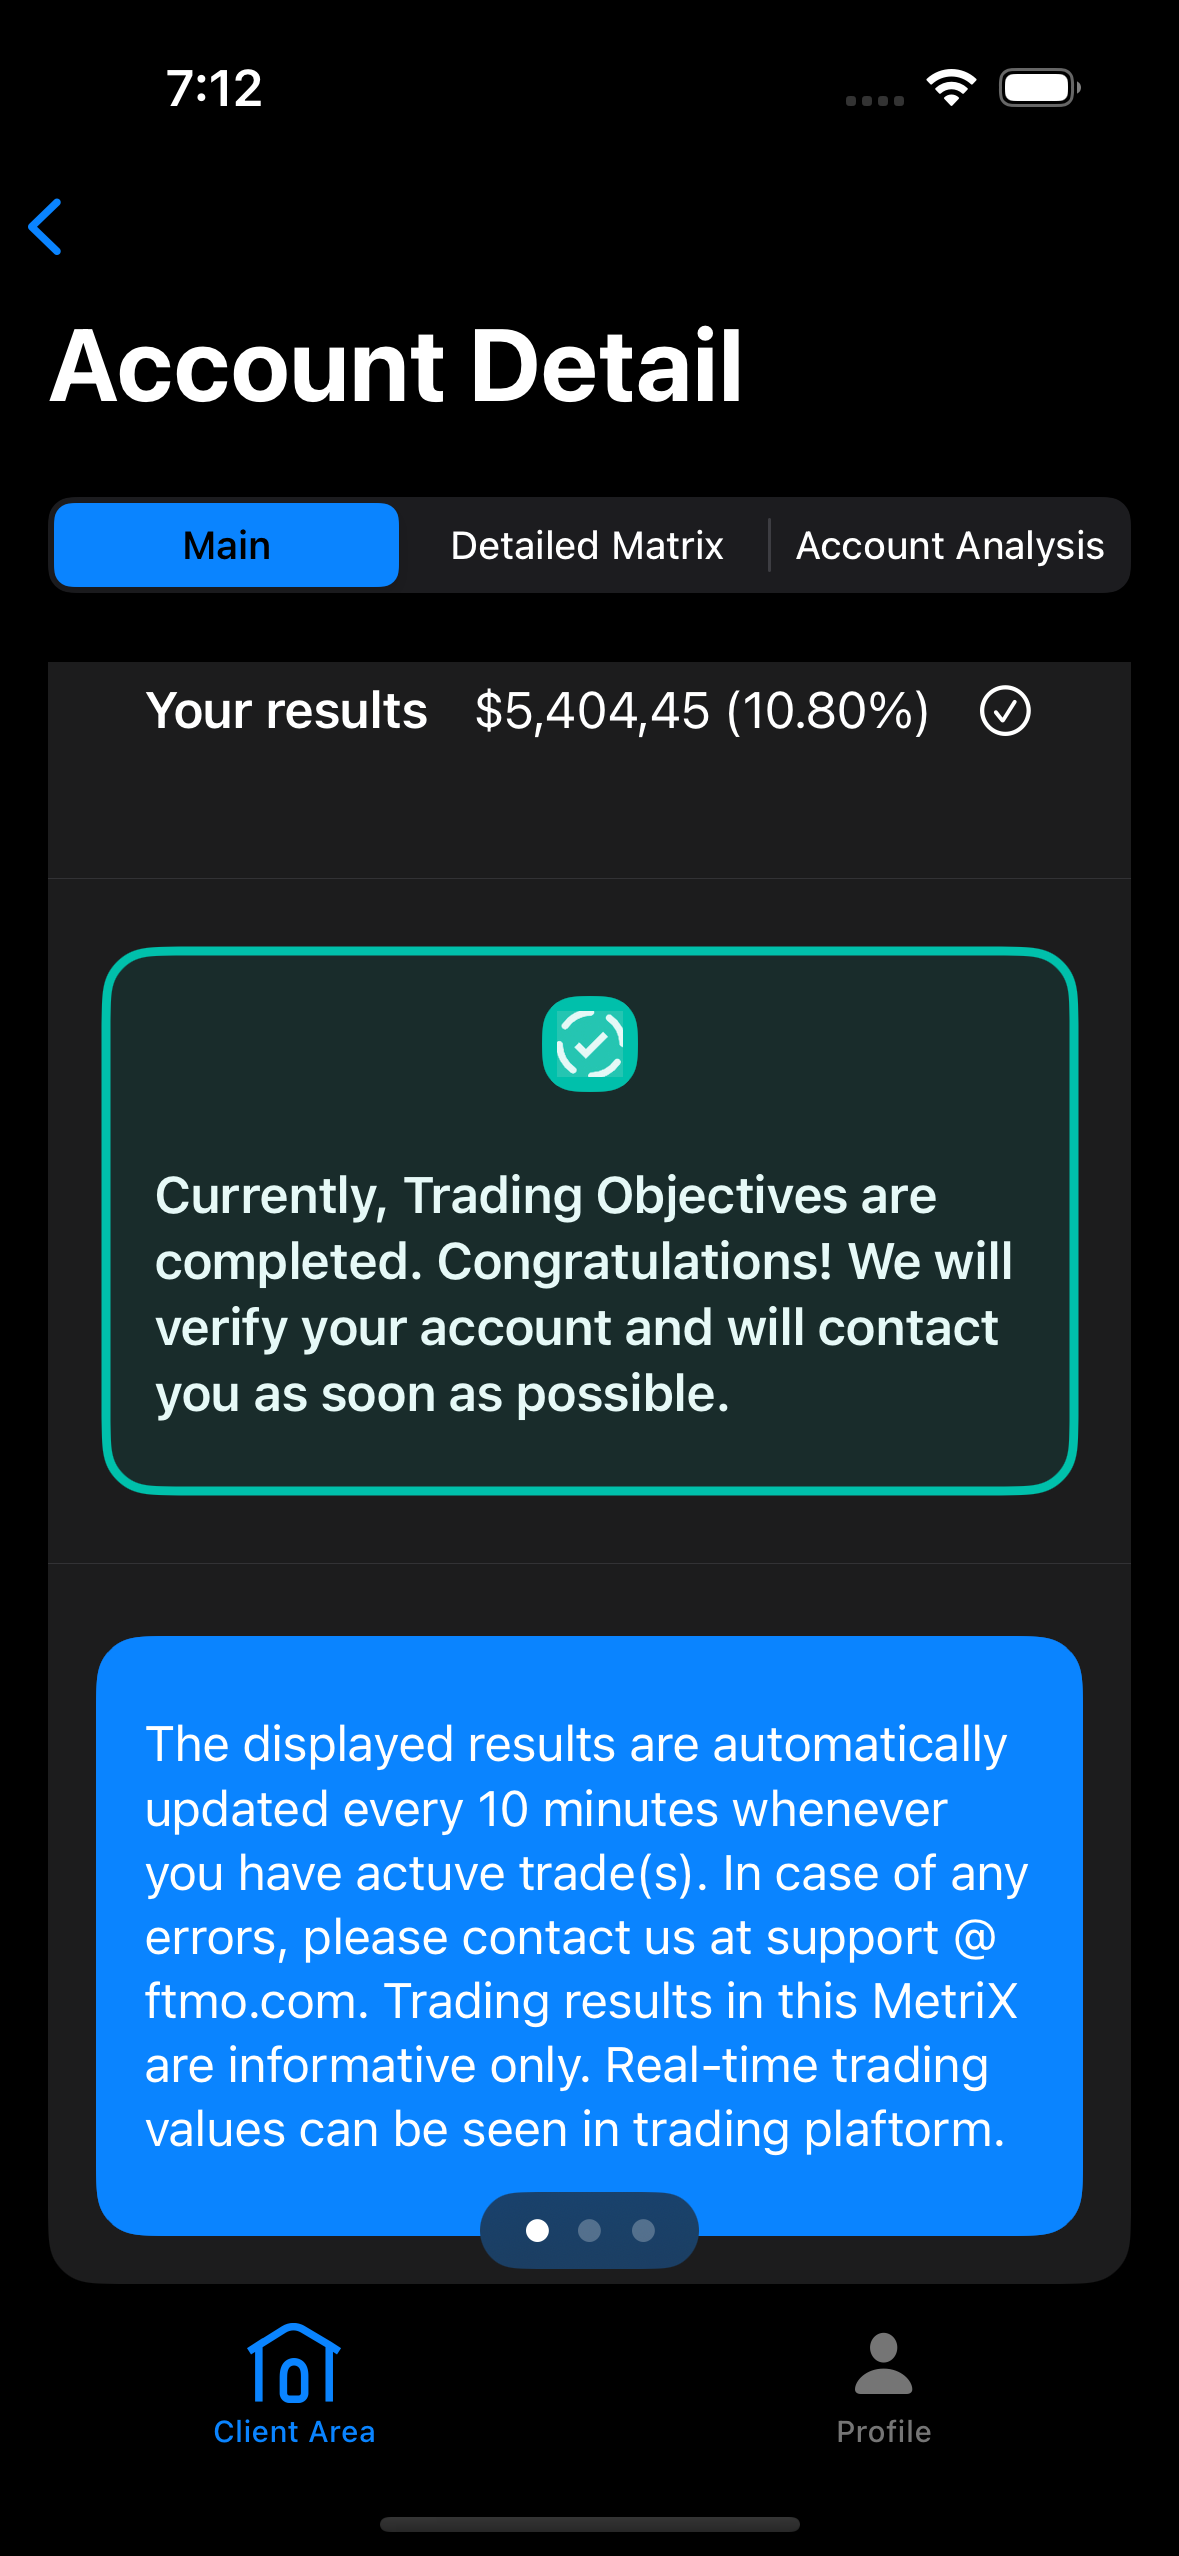 7:12
Account Detail
Main Detailed Matrix Account Analysis
Your results $5,404,45 (10.80%)
Currently, Trading Objectives are
completed. Congratulations! We will
verify your account and will contact
you as soon as possible.
The displayed results are automatically
updated every 10 minutes whenever
you have actuve trade(s). In case of any
errors, please contact us at support @
ftmo.com. Trading results in this MetriX
are informative only. Real-time trading
values can be seen in trading plaftorm.
Client Area Profile